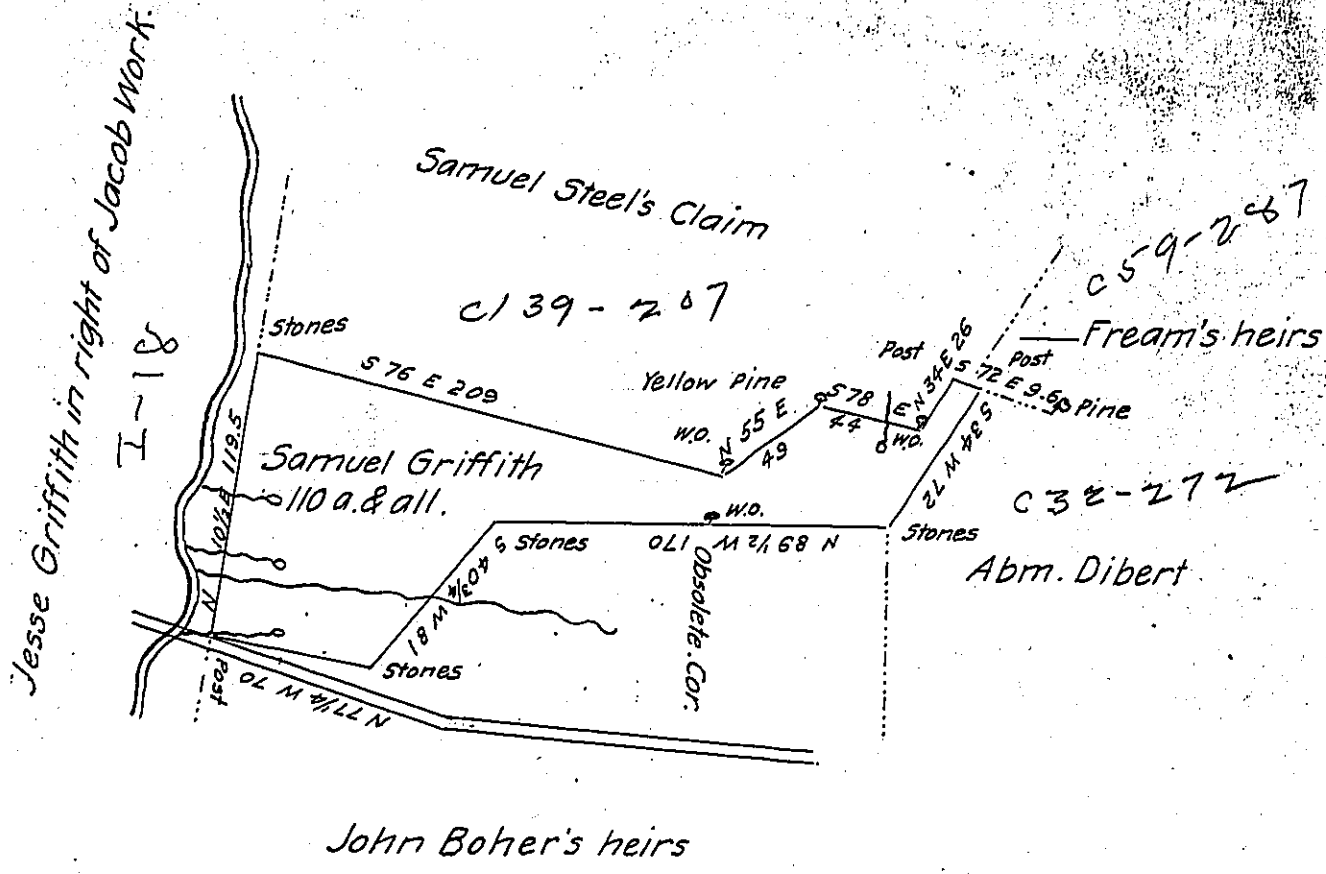 Jesse Griffith in right of Jacob Work.
I-18
Samuel Steel's Claim
C139-207
C59-287
Fream's heirs
Stones
S 76 E 209
Yellow Pine
W.O.
N 55 E
49
S 78 E
44
W.O.
Post
N 34 E 26
S 72 E 9.6
Post
Pine
S 34 W 72
C32-272
Stones
Abm. Dibert
N 10½ E 119.5
Samuel Griffith
110 a. & all.
W.O.
N 89½ W 170
Obsolete. Cor.
Stones
S 40¾ W 81
Stones
Post
N 77¼ W 70
John Boher's heirs